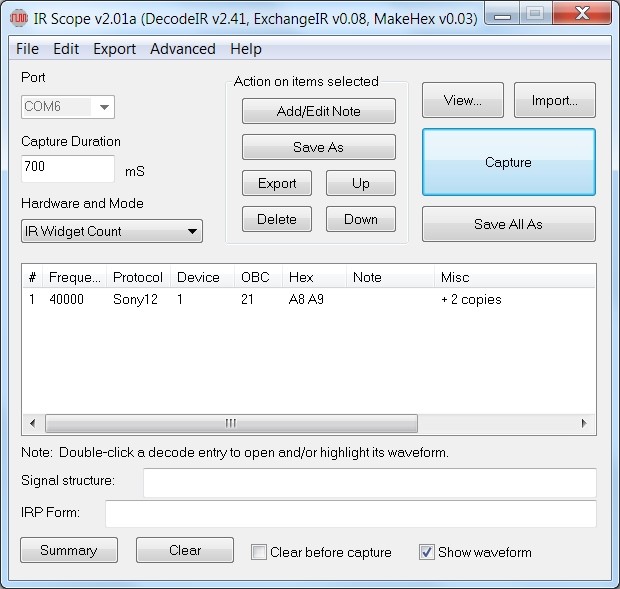 IR Scope v2.01a (DecodeIR v2.41, ExchangeIR v0.08, MakeHex v0.03)
File Edit Export Advanced Help
Port
COM6
Capture Duration
700 mS
Hardware and Mode
IR Widget Count
Action on items selected
Add/Edit Note
Save As
Export Up
Delete Down
View... Import...
Capture
Save All As
# Freque... Protocol Device OBC Hex Note Misc
1 40000 Sony12 1 21 A8 A9 + 2 copies
Note: Double-click a decode entry to open and/or highlight its waveform.
Signal structure:
IRP Form:
Summary Clear Clear before capture Show waveform